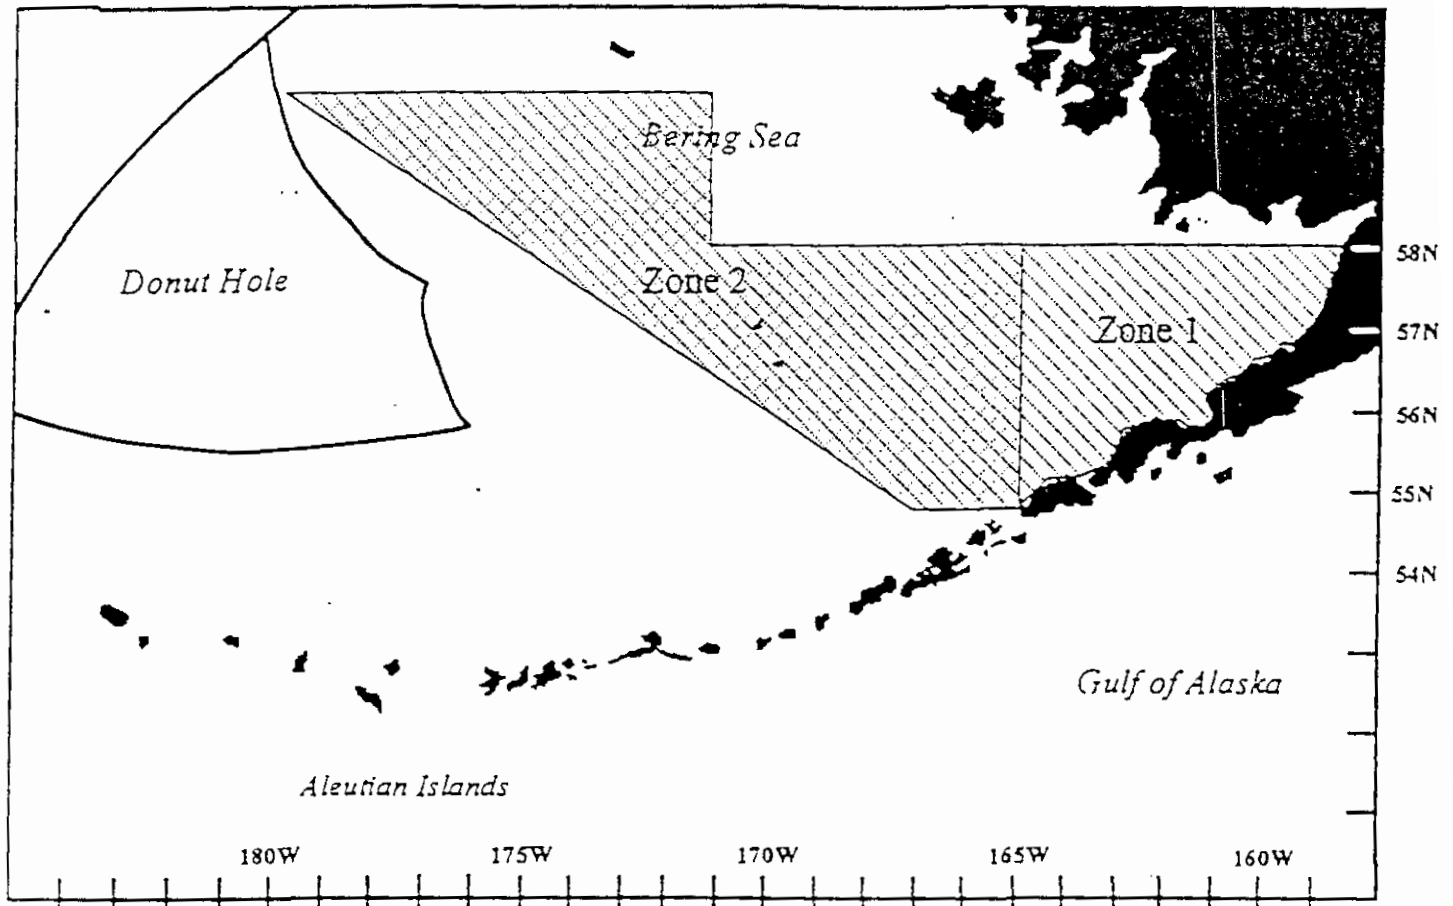 Bering Sea
Donut Hole
Zone 2
Zone 1
58N
57N
56N
55N
54N
Gulf of Alaska
Aleutian Islands
180W 175W 170W 165W 160W